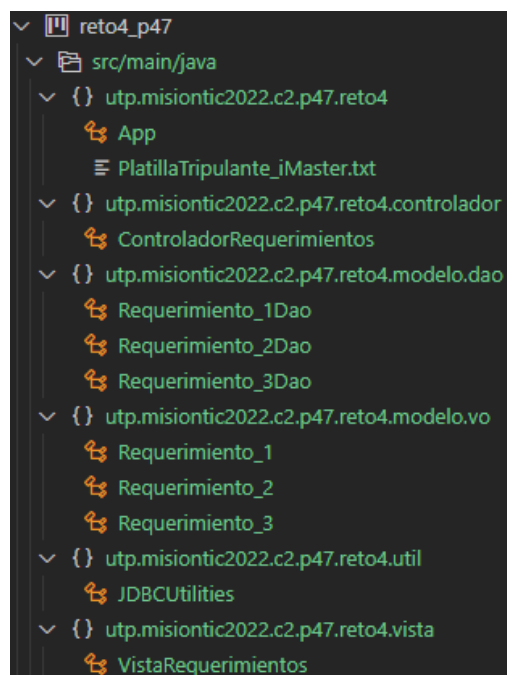 reto4_p47
src/main/java
{} utp.misiontic2022.c2.p47.reto4
App
PlatillaTripulante_iMaster.txt
{} utp.misiontic2022.c2.p47.reto4.controlador
ControladorRequerimientos
{} utp.misiontic2022.c2.p47.reto4.modelo.dao
Requerimiento_1Dao
Requerimiento_2Dao
Requerimiento_3Dao
{} utp.misiontic2022.c2.p47.reto4.modelo.vo
Requerimiento_1
Requerimiento_2
Requerimiento_3
{} utp.misiontic2022.c2.p47.reto4.util
JDBCUtilities
{} utp.misiontic2022.c2.p47.reto4.vista
VistaRequerimientos